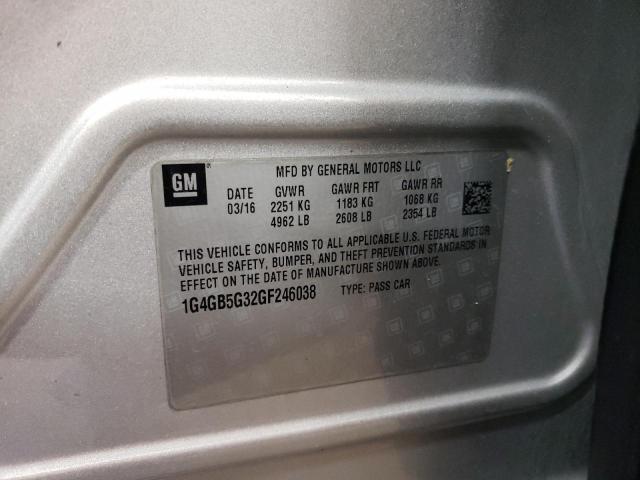 GM
MFD BY GENERAL MOTORS LLC
DATE GVWR GAWR FRT GAWR RR
03/16 2251 KG 1183 KG 1068 KG
4962 LB 2608 LB 2354 LB
THIS VEHICLE CONFORMS TO ALL APPLICABLE U.S. FEDERAL MOTOR
VEHICLE SAFETY, BUMPER, AND THEFT PREVENTION STANDARDS IN
EFFECT ON THE DATE OF MANUFACTURE SHOWN ABOVE.
1G4GB5G32GF246038 TYPE: PASS CAR